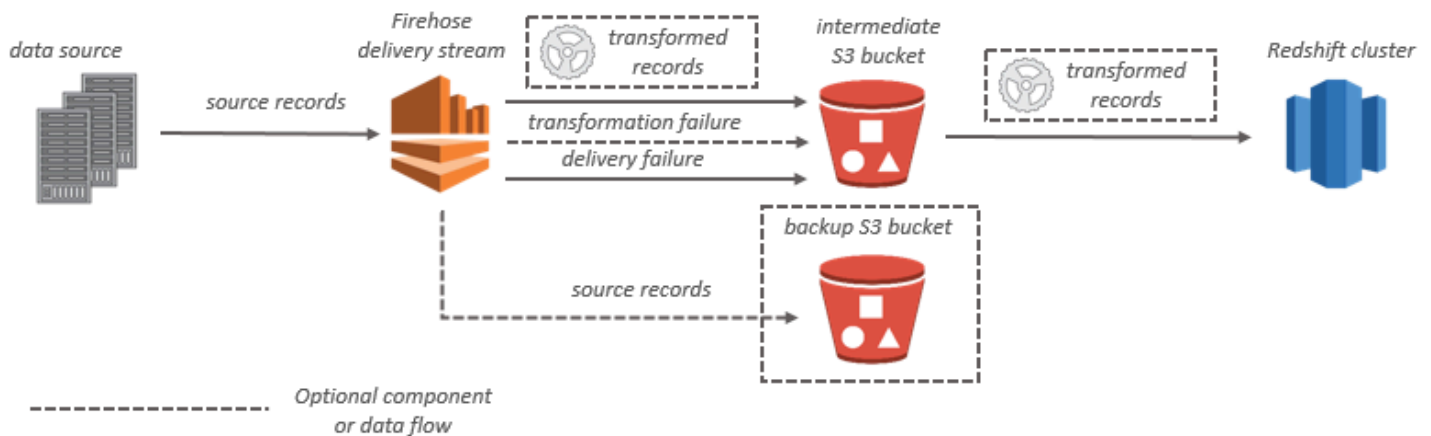 data source
source records
Firehose
delivery stream
transformed
records
transformation failure
delivery failure
intermediate
S3 bucket
transformed
records
Redshift cluster
source records
backup S3 bucket
Optional component
or data flow